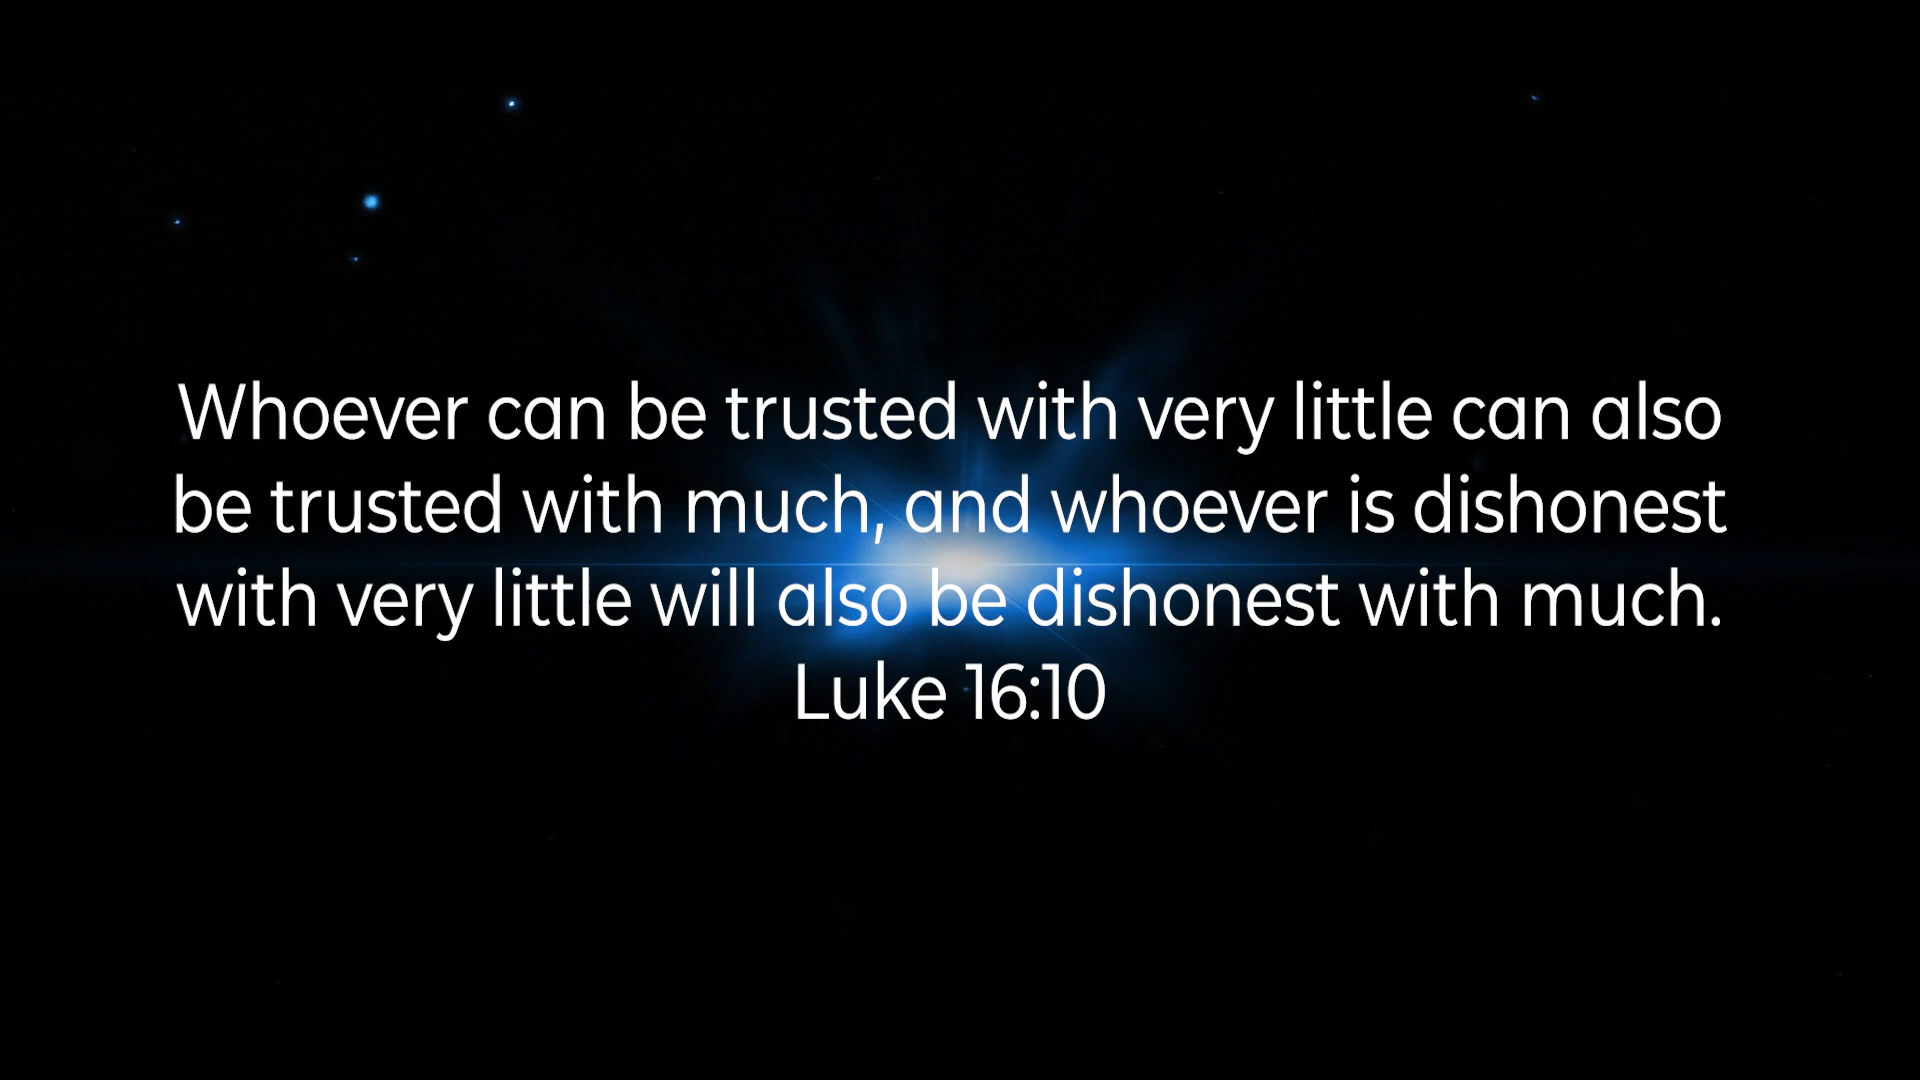 Whoever can be trusted with very little can also
be trusted with much, and whoever is dishonest
with very little will also be dishonest with much.
Luke 16:10